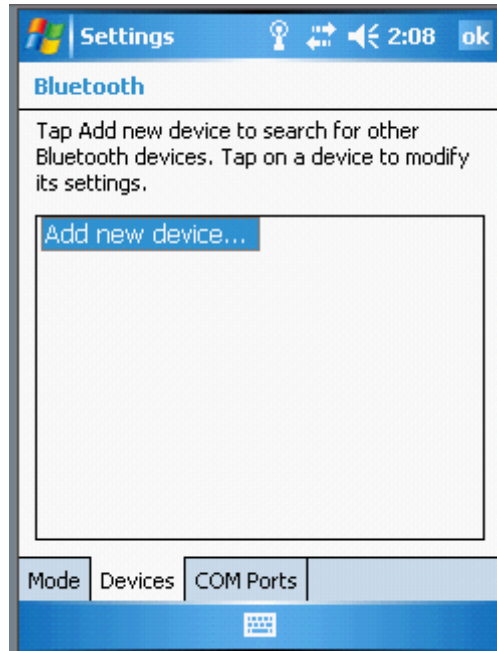 Settings 2:08 ok
Bluetooth
Tap Add new device to search for other
Bluetooth devices. Tap on a device to modify
its settings.
Add new device...
Mode Devices COM Ports